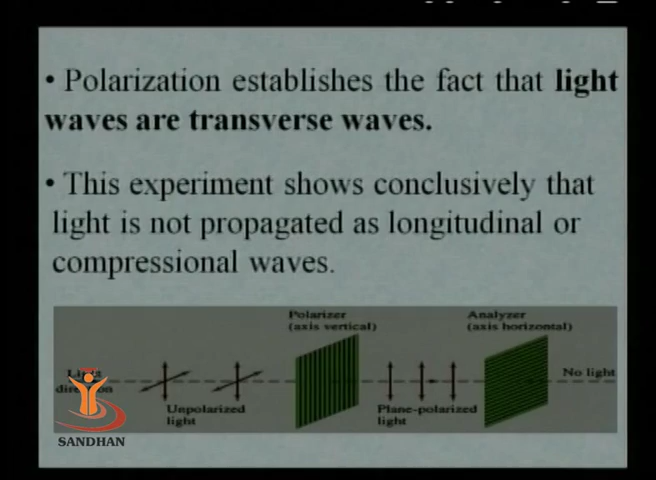 • Polarization establishes the fact that light
waves are transverse waves.
• This experiment shows conclusively that
light is not propagated as longitudinal or
compressional waves.
Polarizer
(axis vertical)
Analyzer
(axis horizontal)
Light
direction
No light
Unpolarized
light
Plane-polarized
light
SANDHAN